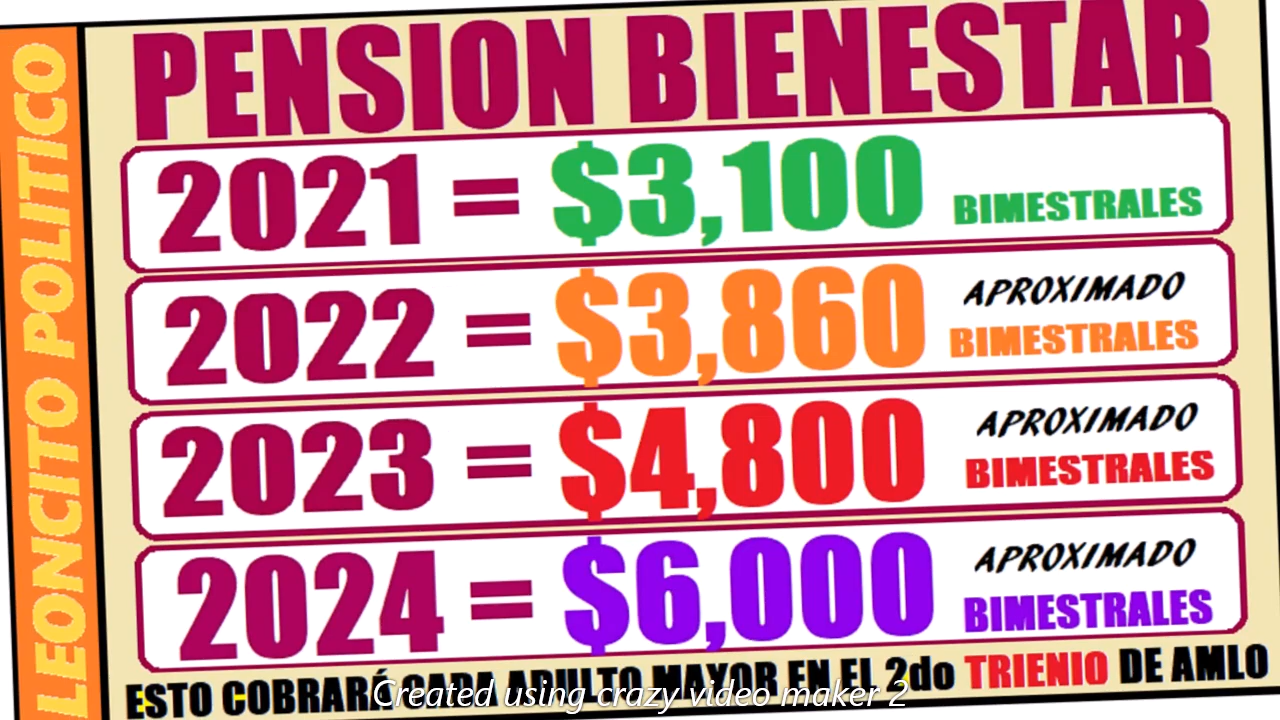 LEONCITO POLITICO
PENSION BIENESTAR
2021 = $3,100 BIMESTRALES
2022 = $3,860 APROXIMADO BIMESTRALES
2023 = $4,800 APROXIMADO BIMESTRALES
2024 = $6,000 APROXIMADO BIMESTRALES
ESTO COBRARÁ CADA ADULTO MAYOR EN EL 2do TRIENIO DE AMLO
Created using crazy video maker 2